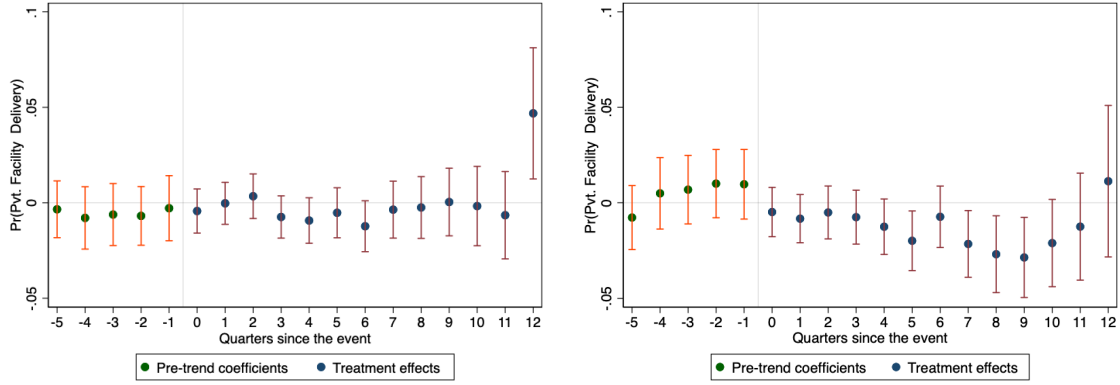 .1
.05
0
-.05
Pr(Pvt. Facility Delivery)
-5 -4 -3 -2 -1 0 1 2 3 4 5 6 7 8 9 10 11 12
Quarters since the event
Pre-trend coefficients Treatment effects
.1
.05
0
-.05
Pr(Pvt. Facility Delivery)
-5 -4 -3 -2 -1 0 1 2 3 4 5 6 7 8 9 10 11 12
Quarters since the event
Pre-trend coefficients Treatment effects